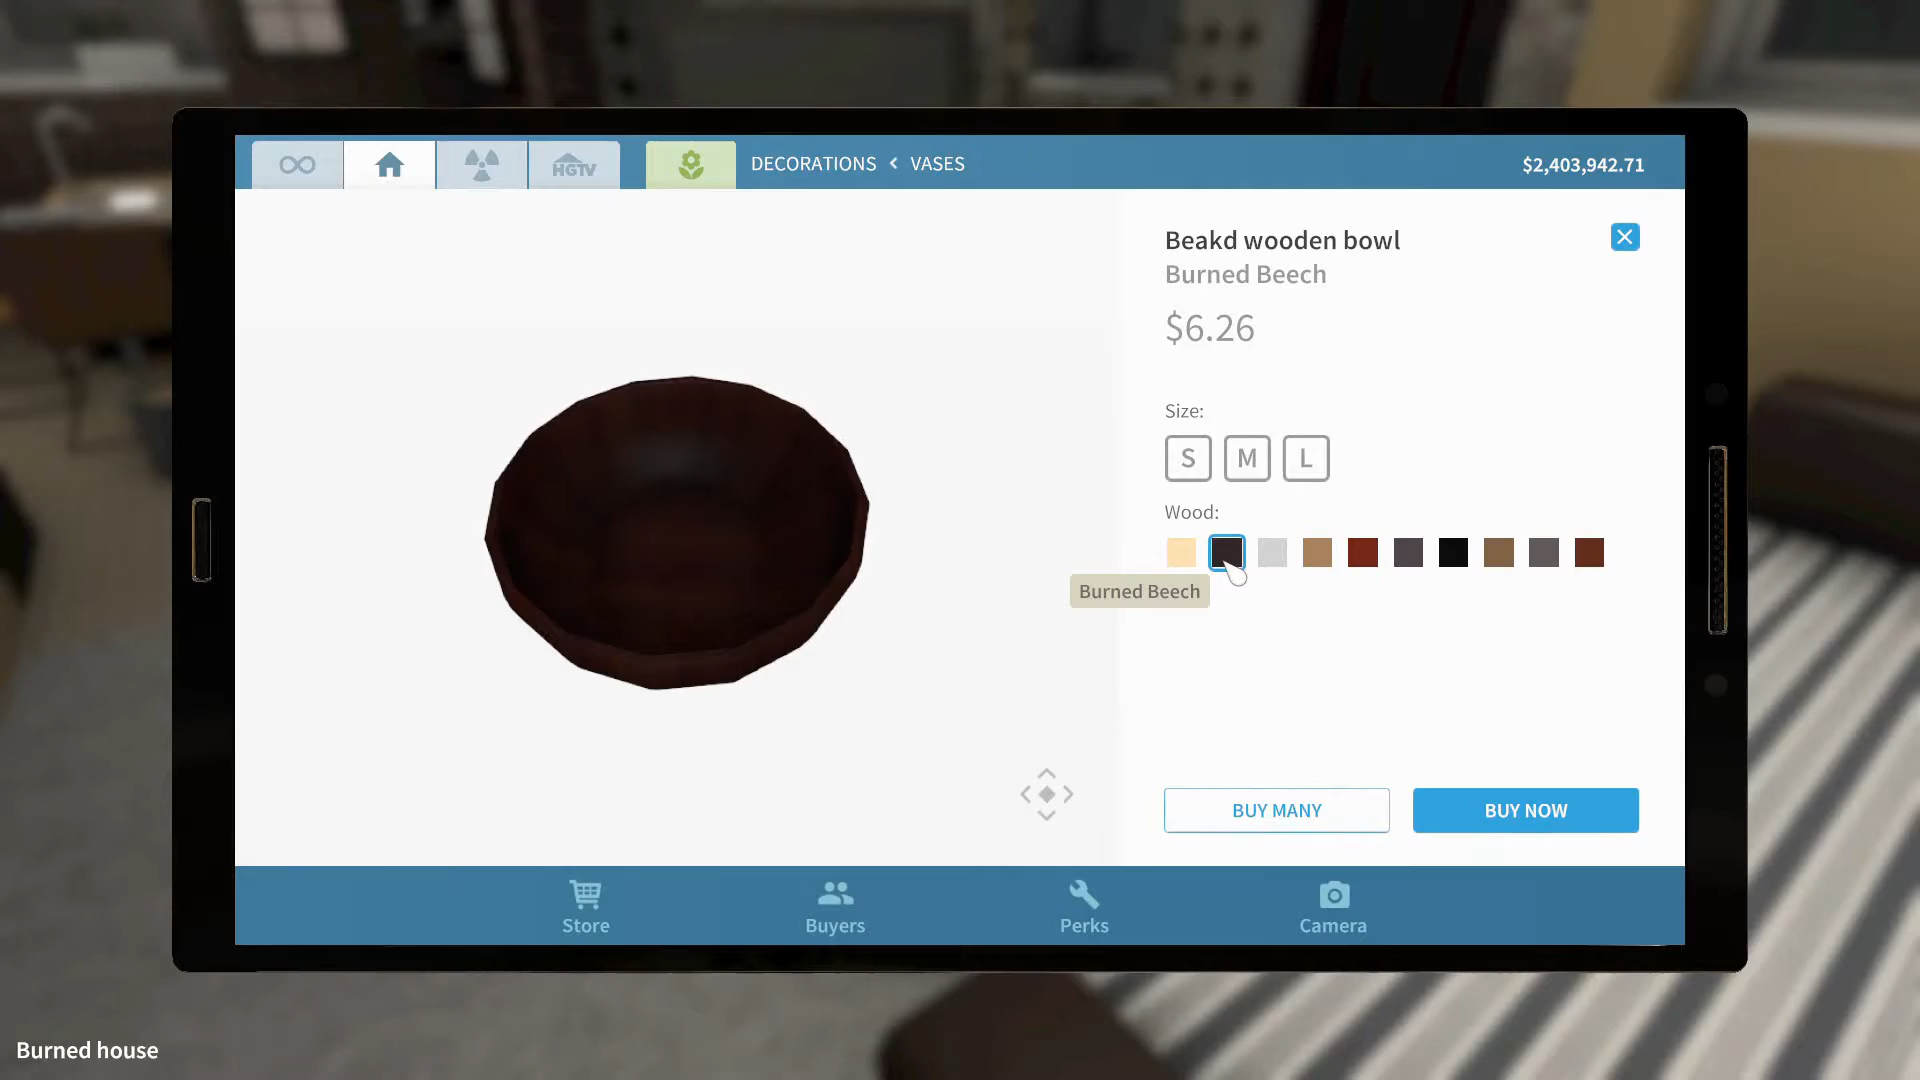 HGTV
DECORATIONS < VASES
$2,403,942.71
Beakd wooden bowl
Burned Beech
$6.26
Size:
S M L
Wood:
Burned Beech
BUY MANY
BUY NOW
Store
Buyers
Perks
Camera
Burned house